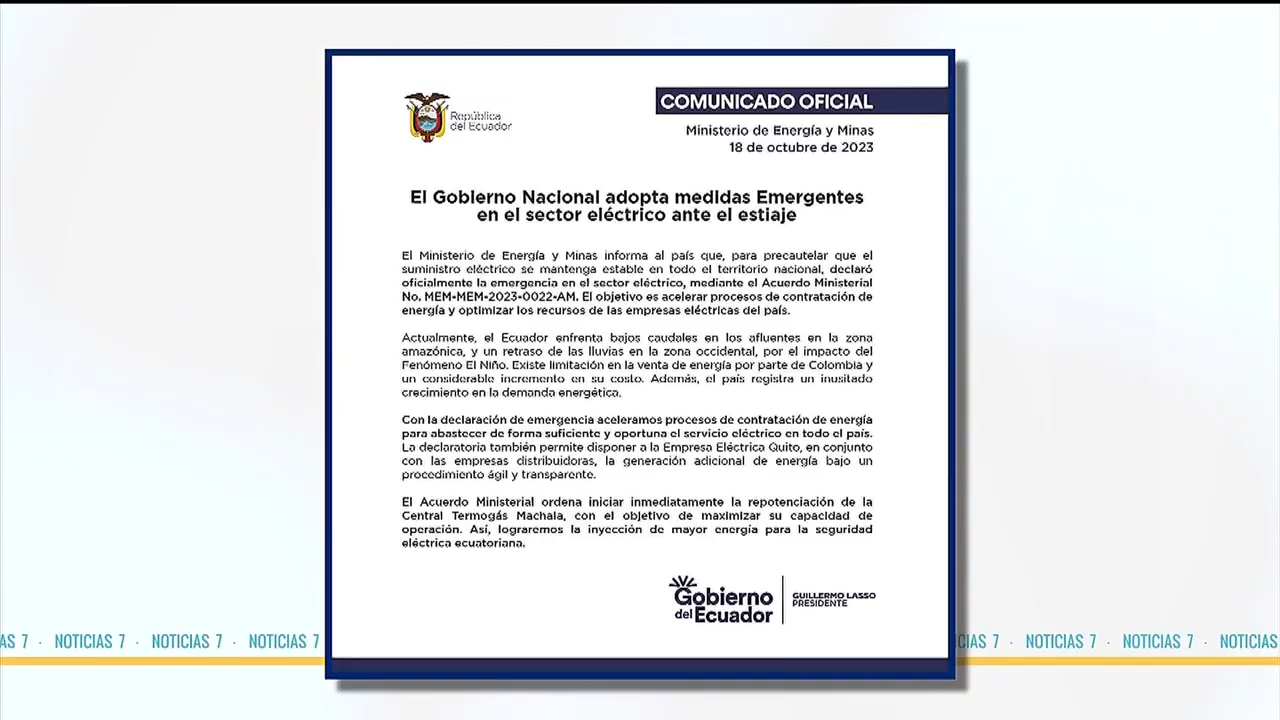 República
del Ecuador
COMUNICADO OFICIAL
Ministerio de Energía y Minas
18 de octubre de 2023
El Gobierno Nacional adopta medidas Emergentes
en el sector eléctrico ante el estiaje
El Ministerio de Energía y Minas informa al país que, para precautelar que el
suministro eléctrico se mantenga estable en todo el territorio nacional, declaró
oficialmente la emergencia en el sector eléctrico, mediante el Acuerdo Ministerial
No. MEM-MEM-2023-0022-AM. El objetivo es acelerar procesos de contratación de
energía y optimizar los recursos de las empresas eléctricas del país.
Actualmente, el Ecuador enfrenta bajos caudales en los afluentes en la zona
amazónica, y un retraso de las lluvias en la zona occidental, por el impacto del
Fenómeno El Niño. Existe limitación en la venta de energía por parte de Colombia y
un considerable incremento en su costo. Además, el país registra un inusitado
crecimiento en la demanda energética.
Con la declaración de emergencia aceleramos procesos de contratación de energía
para abastecer de forma suficiente y oportuna el servicio eléctrico en todo el país.
La declaratoria también permite disponer a la Empresa Eléctrica Quito, en conjunto
con las empresas distribuidoras, la generación adicional de energía bajo un
procedimiento ágil y transparente.
El Acuerdo Ministerial ordena iniciar inmediatamente la repotenciación de la
Central Termogás Machala, con el objetivo de maximizar su capacidad de
operación. Así, lograremos la inyección de mayor energía para la seguridad
eléctrica ecuatoriana.
Gobierno
del Ecuador
GUILLERMO LASSO
PRESIDENTE
AS 7 · NOTICIAS 7 · NOTICIAS 7 · NOTICIAS 7
CIAS 7 · NOTICIAS 7 · NOTICIAS 7 · NOTICIAS